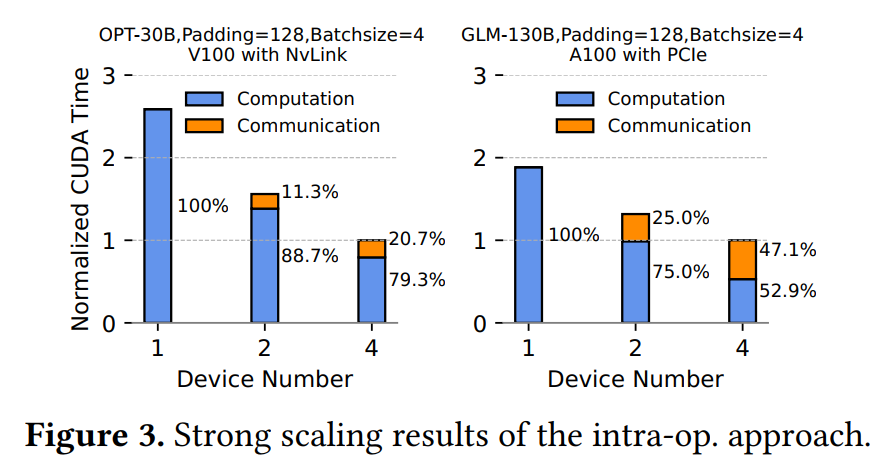 OPT-30B,Padding=128,Batchsize=4
V100 with NvLink
Normalized CUDA Time
3
2
1
0
Computation
Communication
100%
11.3%
88.7%
20.7%
79.3%
1
2
4
Device Number
GLM-130B,Padding=128,Batchsize=4
A100 with PCIe
3
2
1
0
Computation
Communication
100%
25.0%
75.0%
47.1%
52.9%
1
2
4
Device Number
Figure 3. Strong scaling results of the intra-op. approach.